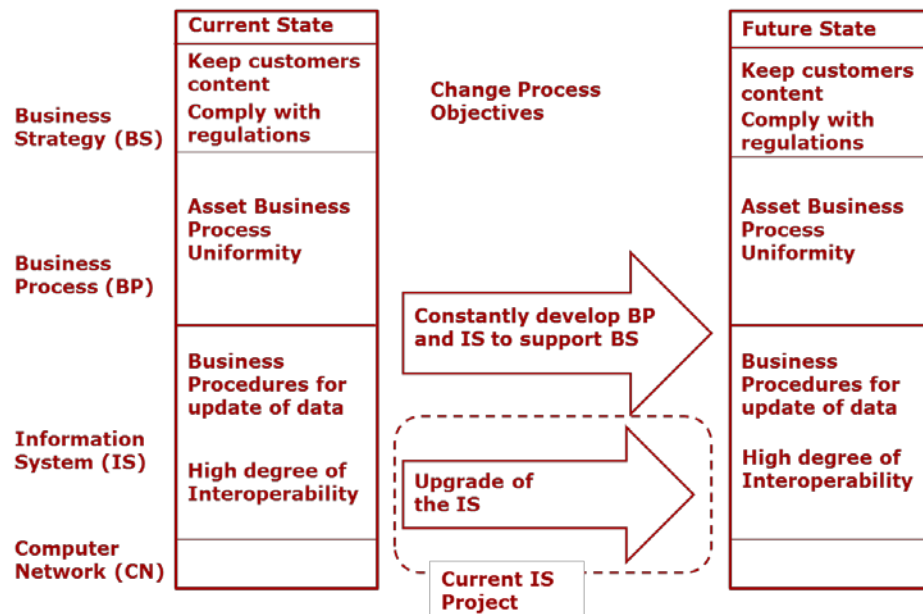 Current State
Keep customers
content
Comply with
regulations
Asset Business
Process
Uniformity
Business
Procedures for
update of data
High degree of
Interoperability
Business
Strategy (BS)
Business
Process (BP)
Information
System (IS)
Computer
Network (CN)
Change Process
Objectives
Constantly develop BP
and IS to support BS
Upgrade of
the IS
Current IS
Project
Future State
Keep customers
content
Comply with
regulations
Asset Business
Process
Uniformity
Business
Procedures for
update of data
High degree of
Interoperability